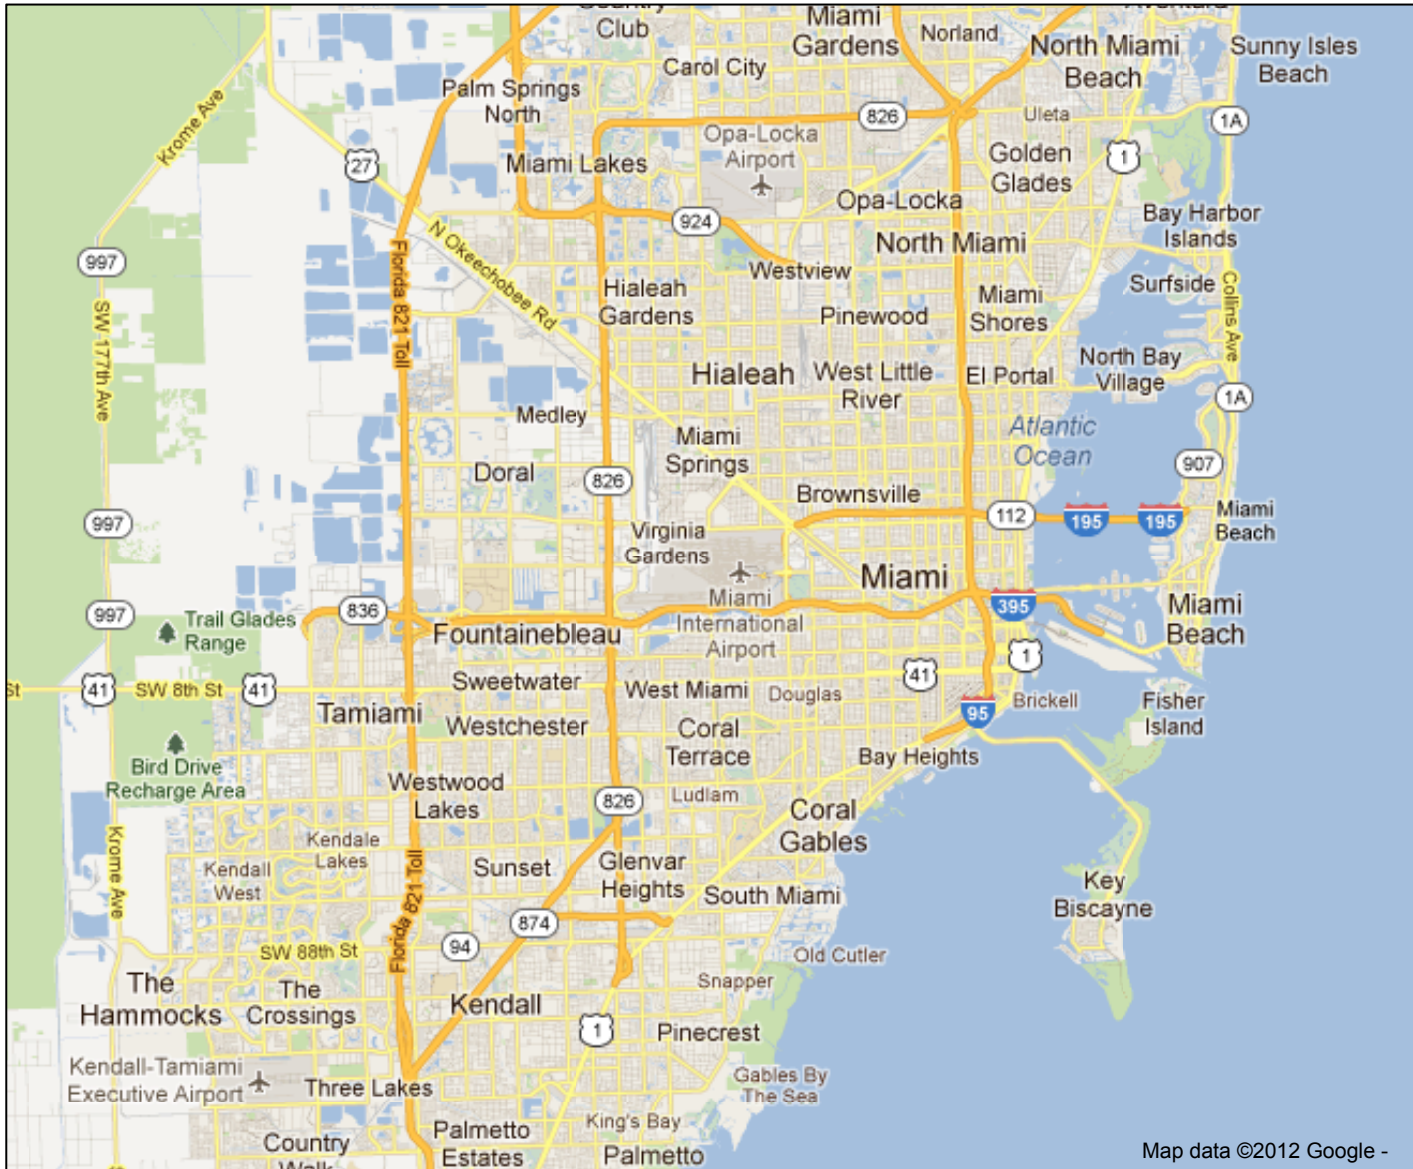 Country
Club
Miami
Gardens
Norland
Aventura
North Miami
Beach
Sunny Isles
Beach
Carol City
Palm Springs
North
Krome Ave
826
Uleta
1A
Opa-Locka
Airport
27
Miami Lakes
Golden
Glades
1
Opa-Locka
924
Bay Harbor
Islands
N Okeechobee Rd
North Miami
997
Florida 821 Toll
Westview
Surfside
Collins Ave
Hialeah
Gardens
Miami
Shores
Pinewood
SW 177th Ave
North Bay
Village
Hialeah
West Little
River
El Portal
1A
Medley
Atlantic
Ocean
Miami
Springs
907
Doral
826
Brownsville
997
112
195
195
Miami
Beach
Virginia
Gardens
Miami
997
836
Miami
International
Airport
395
Miami
Beach
Trail Glades
Range
Fountainebleau
1
41
St
41
SW 8th St
41
Sweetwater
West Miami
Douglas
Brickell
Fisher
Island
Tamiami
95
Westchester
Coral
Terrace
Bay Heights
Bird Drive
Recharge Area
Westwood
Lakes
826
Ludlam
Coral
Gables
Krome Ave
Kendale
Lakes
Kendall
West
Florida 821 Toll
Sunset
Glenvar
Heights
South Miami
Key
Biscayne
874
94
SW 88th St
Old Cutler
The
Hammocks
The
Crossings
Snapper
Kendall
1
Pinecrest
Kendall-Tamiami
Executive Airport
Three Lakes
Gables By
The Sea
King's Bay
Country
Walk
Palmetto
Estates
Palmetto
Map data ©2012 Google -